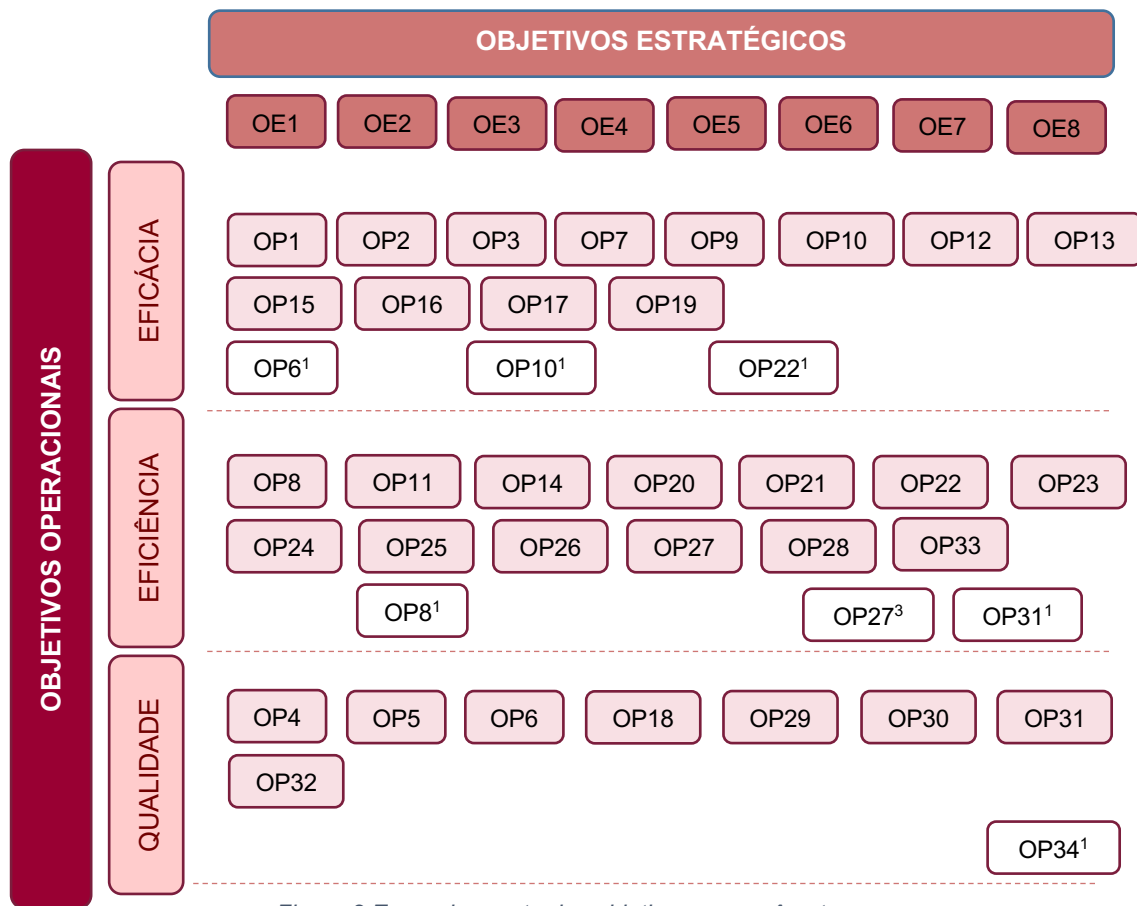 OBJETIVOS ESTRATÉGICOS
OE1 OE2 OE3 OE4 OE5 OE6 OE7 OE8
OBJETIVOS OPERACIONAIS
EFICÁCIA
OP1 OP2 OP3 OP7 OP9 OP10 OP12 OP13
OP15 OP16 OP17 OP19
OP6¹ OP10¹ OP22¹
EFICIÊNCIA
OP8 OP11 OP14 OP20 OP21 OP22 OP23
OP24 OP25 OP26 OP27 OP28 OP33
OP8¹ OP27³ OP31¹
QUALIDADE
OP4 OP5 OP6 OP18 OP29 OP30 OP31
OP32
OP34¹